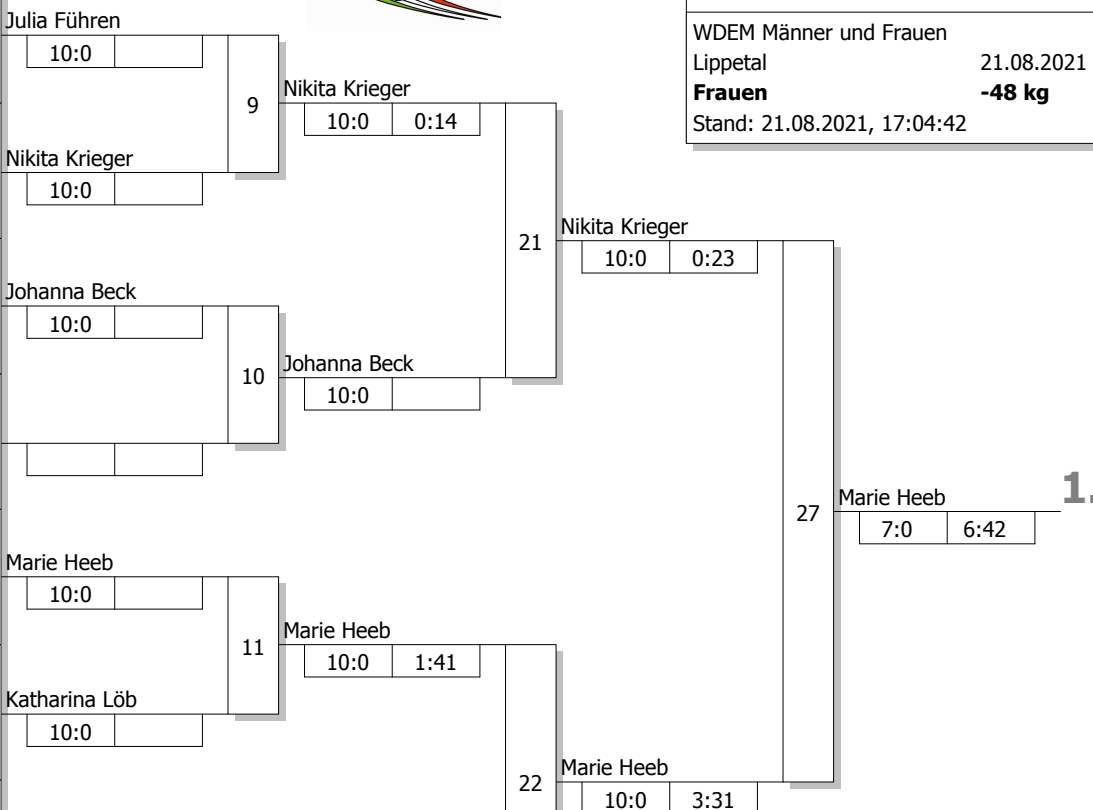 Julia Führen
10:0
9
Nikita Krieger
10:0
Nikita Krieger
10:0 0:14
Johanna Beck
10:0
10
Johanna Beck
10:0
21
Nikita Krieger
10:0 0:23
Marie Heeb
10:0
11
Katharina Löb
10:0
Marie Heeb
10:0 1:41
22
Marie Heeb
10:0 3:31
27
Marie Heeb
7:0 6:42
1.
WDEM Männer und Frauen
Lippetal 21.08.2021
Frauen -48 kg
Stand: 21.08.2021, 17:04:42